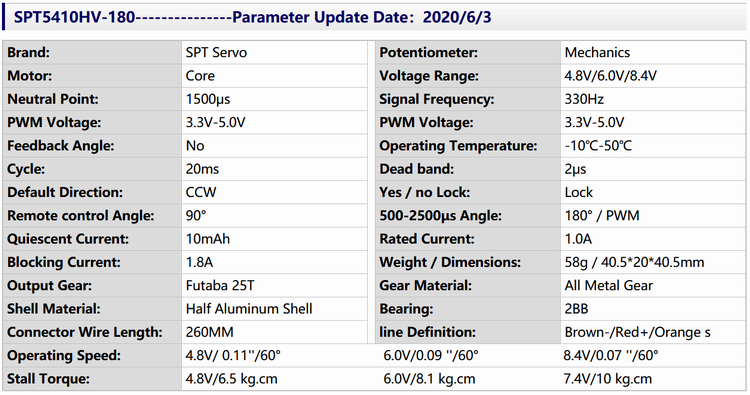 SPT5410HV-180---------------Parameter Update Date: 2020/6/3
Brand: SPT Servo Potentiometer: Mechanics
Motor: Core Voltage Range: 4.8V/6.0V/8.4V
Neutral Point: 1500μs Signal Frequency: 330Hz
PWM Voltage: 3.3V-5.0V PWM Voltage: 3.3V-5.0V
Feedback Angle: No Operating Temperature: -10℃-50℃
Cycle: 20ms Dead band: 2μs
Default Direction: CCW Yes / no Lock: Lock
Remote control Angle: 90° 500-2500μs Angle: 180° / PWM
Quiescent Current: 10mAh Rated Current: 1.0A
Blocking Current: 1.8A Weight / Dimensions: 58g / 40.5*20*40.5mm
Output Gear: Futaba 25T Gear Material: All Metal Gear
Shell Material: Half Aluminum Shell Bearing: 2BB
Connector Wire Length: 260MM line Definition: Brown-/Red+/Orange s
Operating Speed: 4.8V/ 0.11''/60° 6.0V/0.09 ''/60° 8.4V/0.07 ''/60°
Stall Torque: 4.8V/6.5 kg.cm 6.0V/8.1 kg.cm 7.4V/10 kg.cm